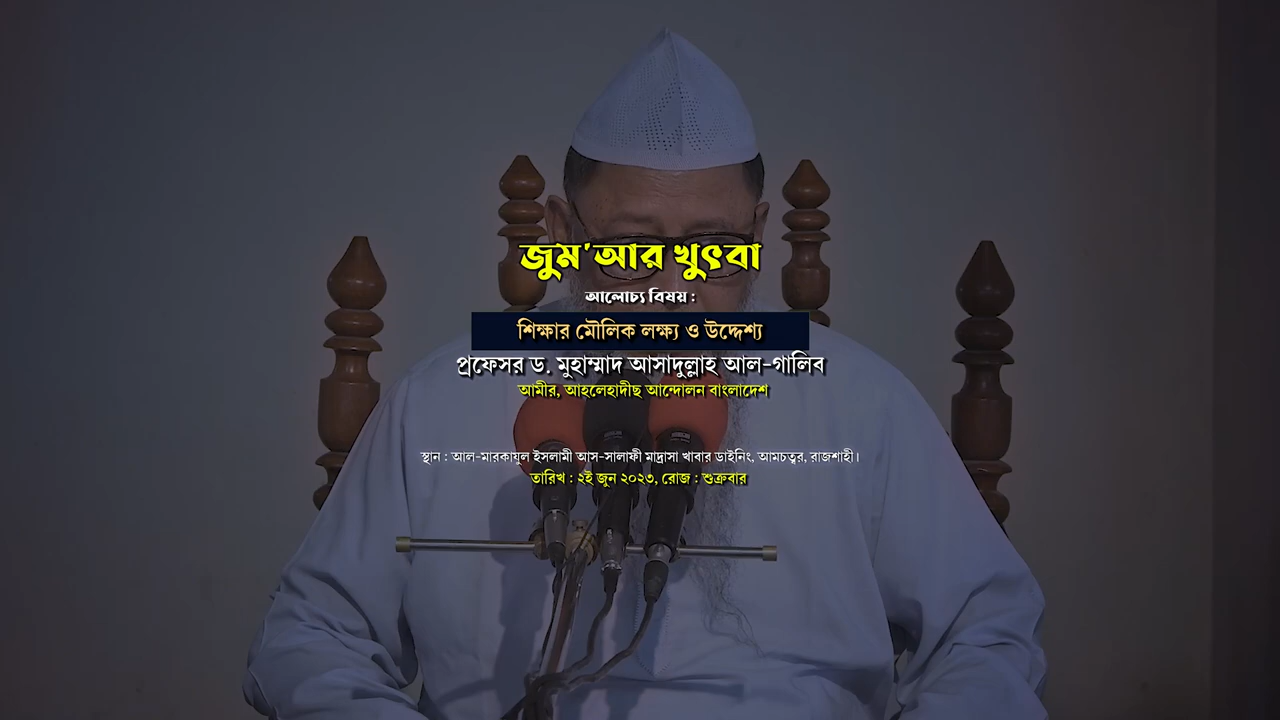 জুম'আর খুৎবা
আলোচ্য বিষয় :
শিক্ষার মৌলিক লক্ষ্য ও উদ্দেশ্য
প্রফেসর ড. মুহাম্মাদ আসাদুল্লাহ আল-গালিব
আমীর, আহলেহাদীছ আন্দোলন বাংলাদেশ
স্থান : আল-মারকাযুল ইসলামী আস-সালাফী মাদ্রাসা খাবার ডাইনিং, আমচত্বর, রাজশাহী।
তারিখ : ২ই জুন ২০২৩, রোজ : শুক্রবার